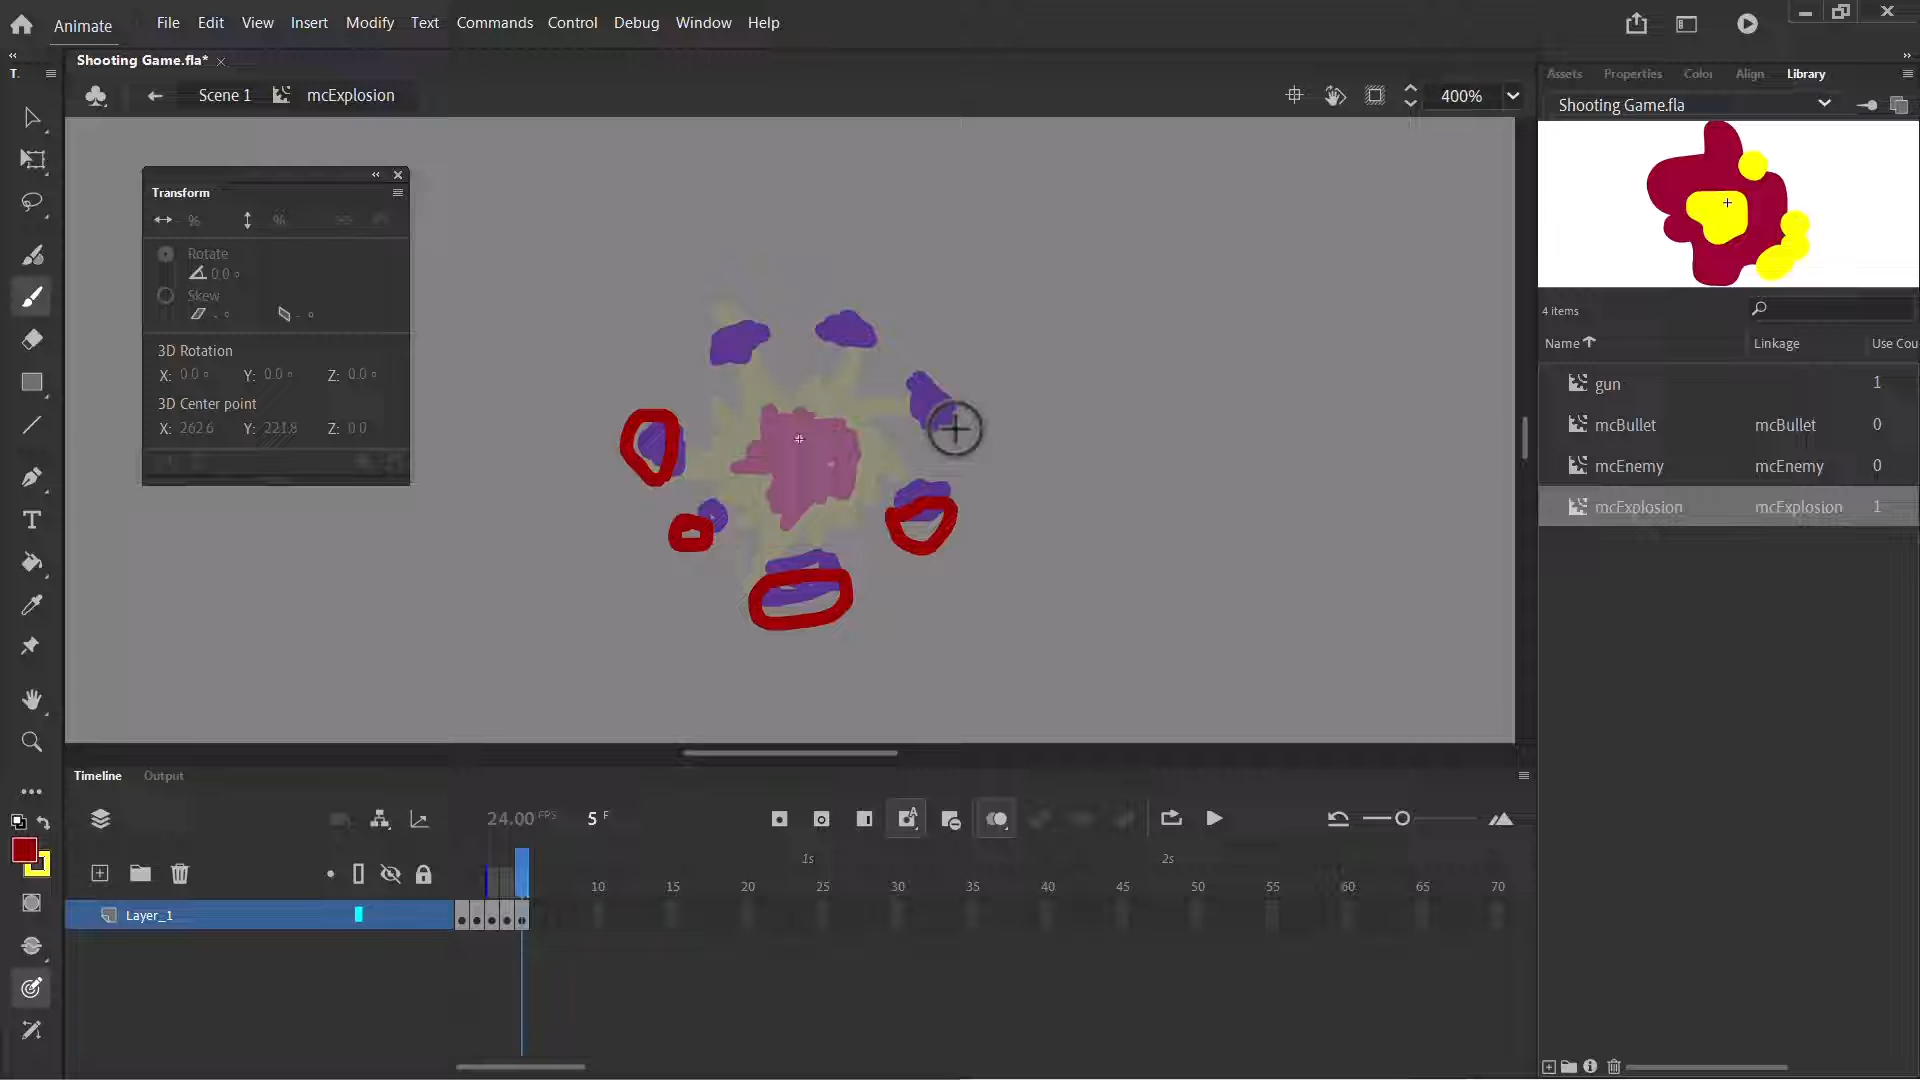 Animate File Edit View Insert Modify Text Commands Control Debug Window Help
Shooting Game.fla*
Scene 1 mcExplosion 400%
T.
Assets Properties Color Align Library
Shooting Game.fla
Transform
% %
Rotate
0.0 °
Skew
- ° - °
3D Rotation
X: 0.0 ° Y: 0.0 ° Z: 0.0 °
3D Center point
X: 262.6 Y: 221.8 Z: 0.0
4 items
Name Linkage Use Cou
gun 1
mcBullet mcBullet 0
mcEnemy mcEnemy 0
mcExplosion mcExplosion 1
Timeline Output
24.00 FPS 5 F
1s 2s
10 15 20 25 30 35 40 45 50 55 60 65 70
Layer_1